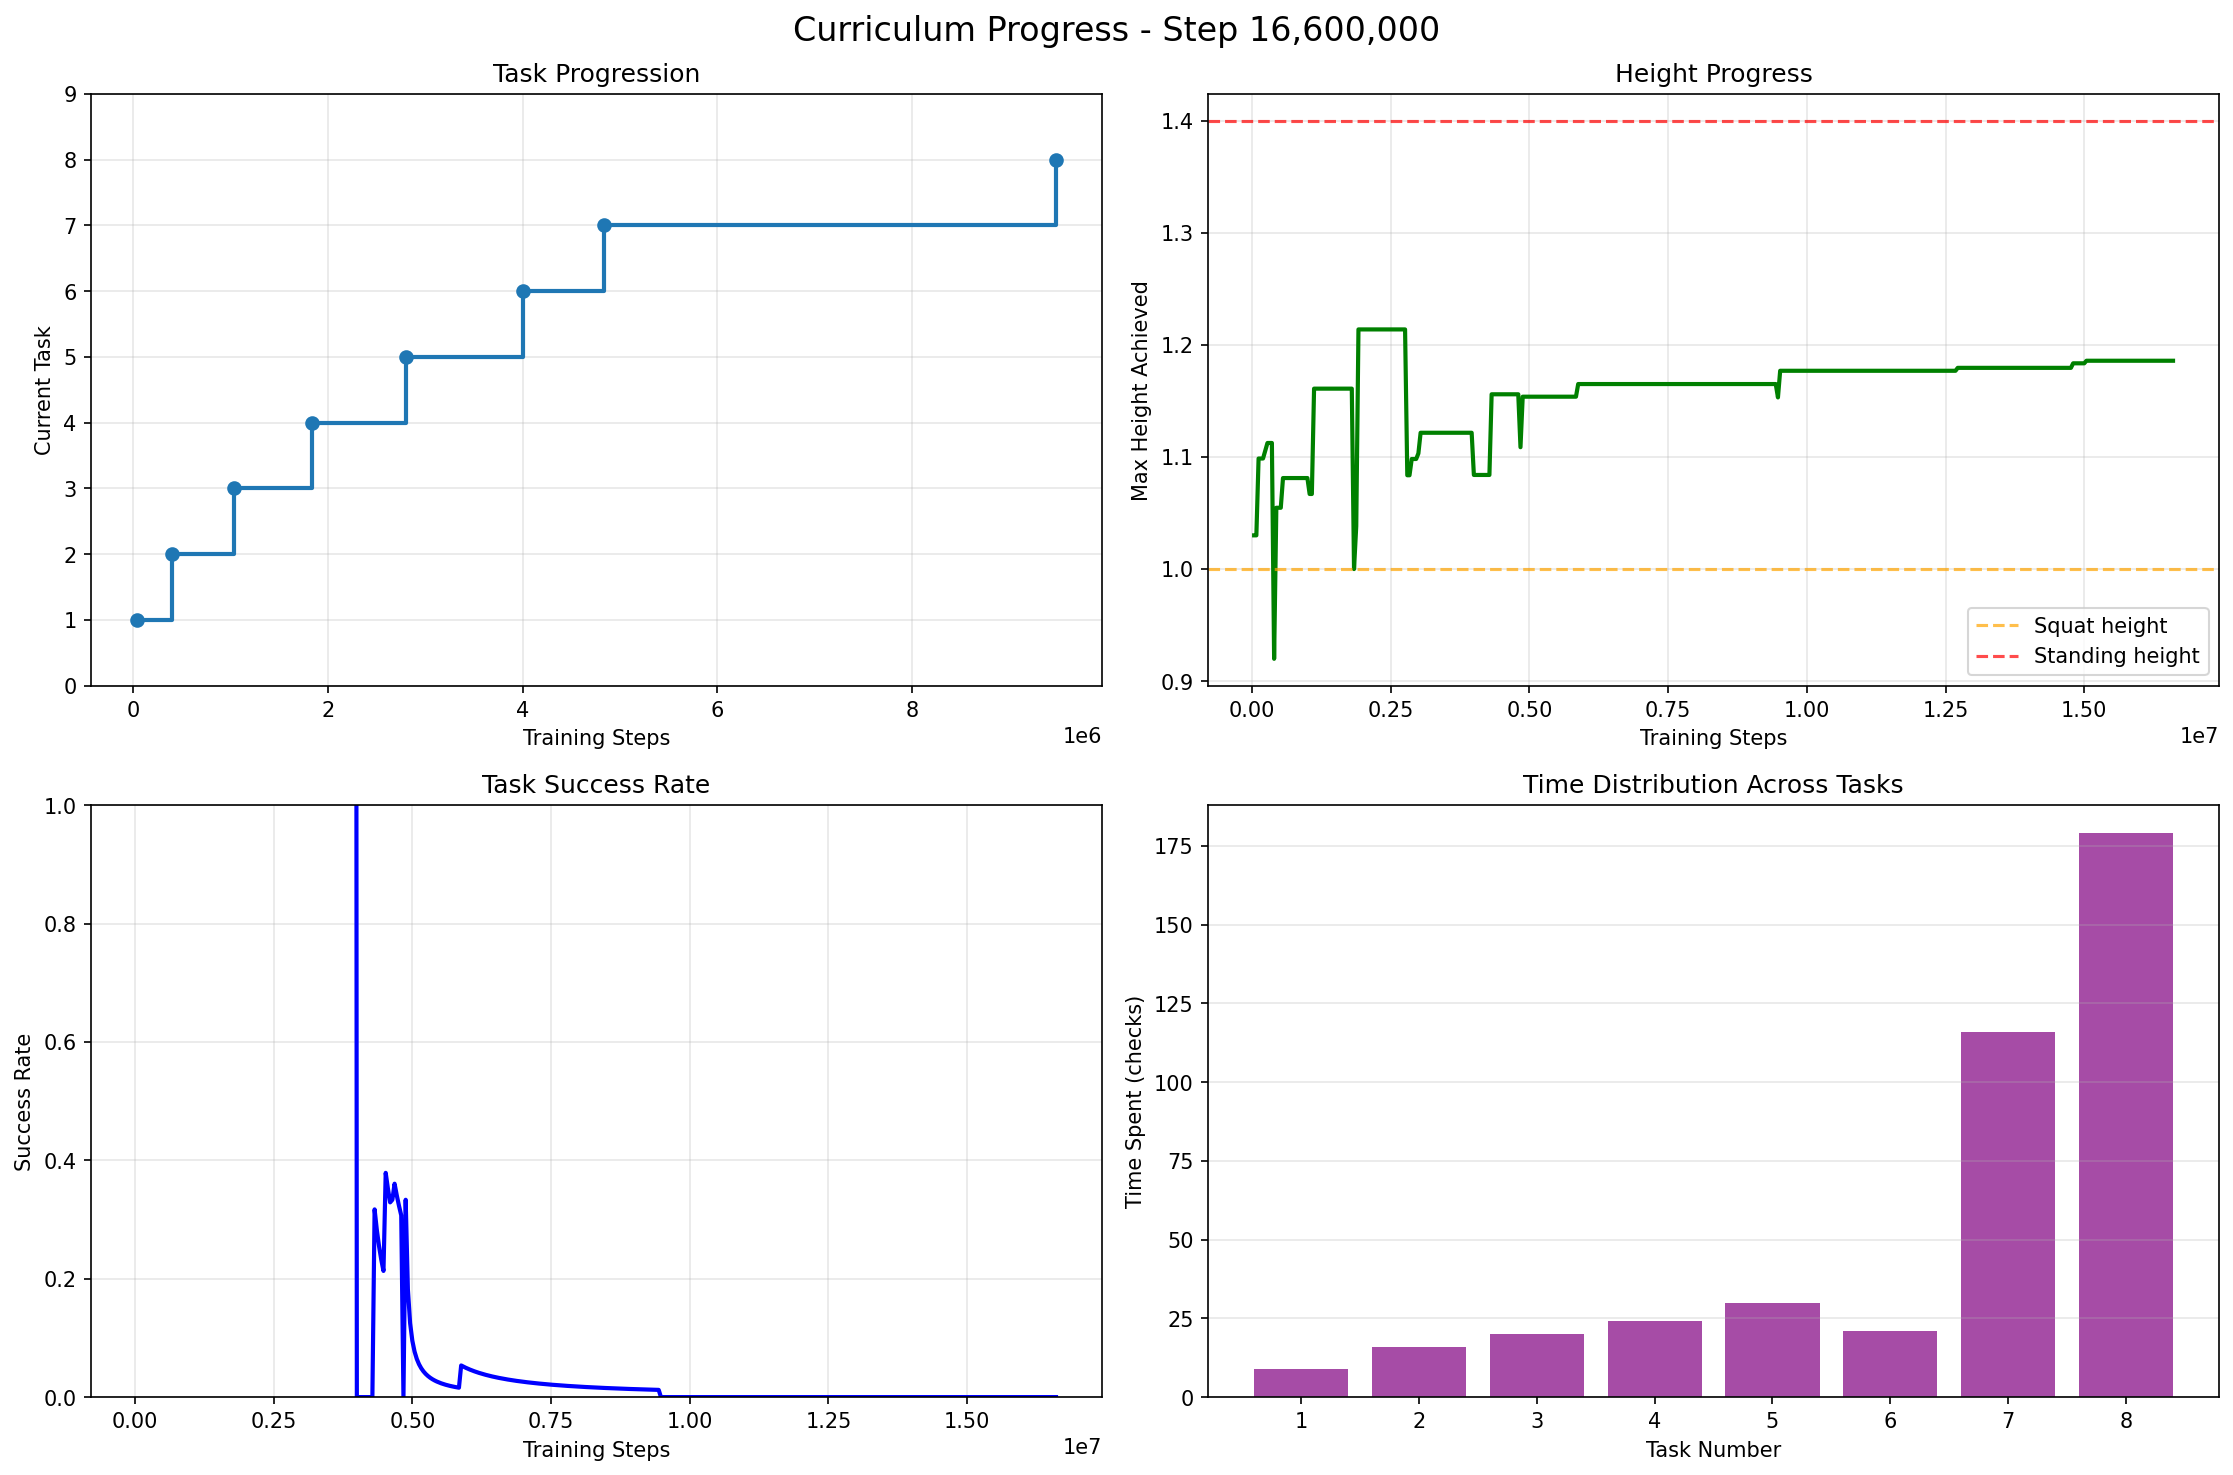 Curriculum Progress - Step 16,600,000
Task Progression
9
8
7
6
5
4
3
2
1
0
Current Task
0 2 4 6 8
1e6
Training Steps
Height Progress
1.4
1.3
1.2
1.1
1.0
0.9
Max Height Achieved
Squat height
Standing height
0.00 0.25 0.50 0.75 1.00 1.25 1.50
1e7
Training Steps
Task Success Rate
1.0
0.8
0.6
0.4
0.2
0.0
Success Rate
0.00 0.25 0.50 0.75 1.00 1.25 1.50
1e7
Training Steps
Time Distribution Across Tasks
175
150
125
100
75
50
25
0
Time Spent (checks)
1 2 3 4 5 6 7 8
Task Number